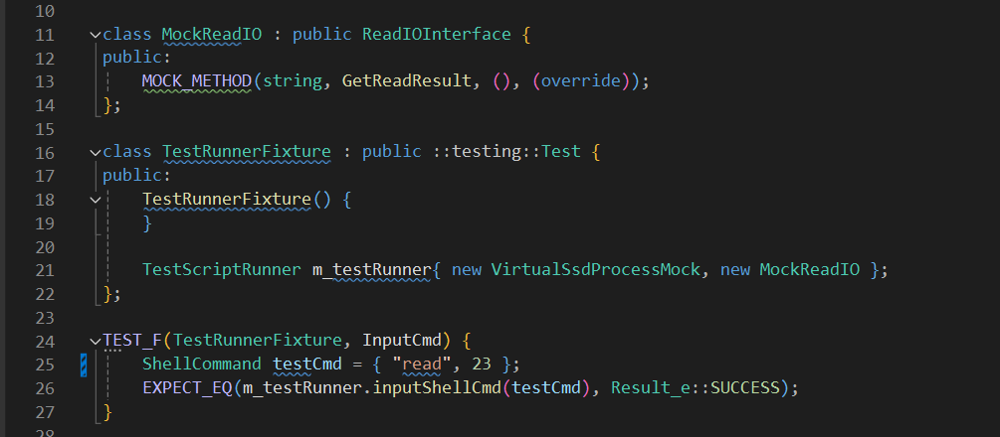 10
11 class MockReadIO : public ReadIOInterface {
12 public:
13 MOCK_METHOD(string, GetReadResult, (), (override));
14 };
15
16 class TestRunnerFixture : public ::testing::Test {
17 public:
18 TestRunnerFixture() {
19 }
20
21 TestScriptRunner m_testRunner{ new VirtualSsdProcessMock, new MockReadIO };
22 };
23
24 TEST_F(TestRunnerFixture, InputCmd) {
25 ShellCommand testCmd = { "read", 23 };
26 EXPECT_EQ(m_testRunner.inputShellCmd(testCmd), Result_e::SUCCESS);
27 }
28